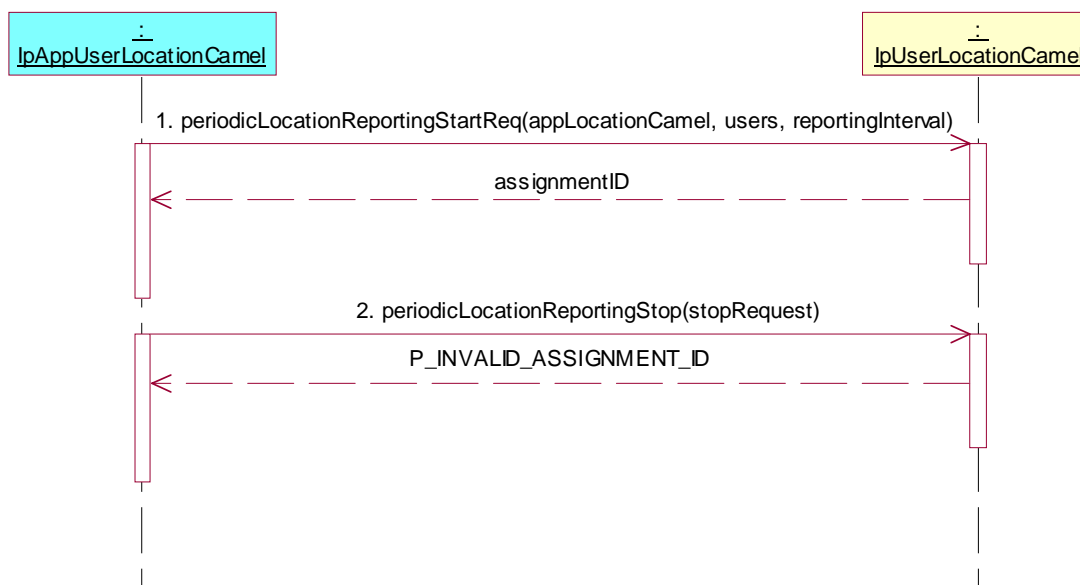 :
IpAppUserLocationCamel
:
IpUserLocationCamel
1. periodicLocationReportingStartReq(appLocationCamel, users, reportingInterval)
assignmentID
2. periodicLocationReportingStop(stopRequest)
P_INVALID_ASSIGNMENT_ID